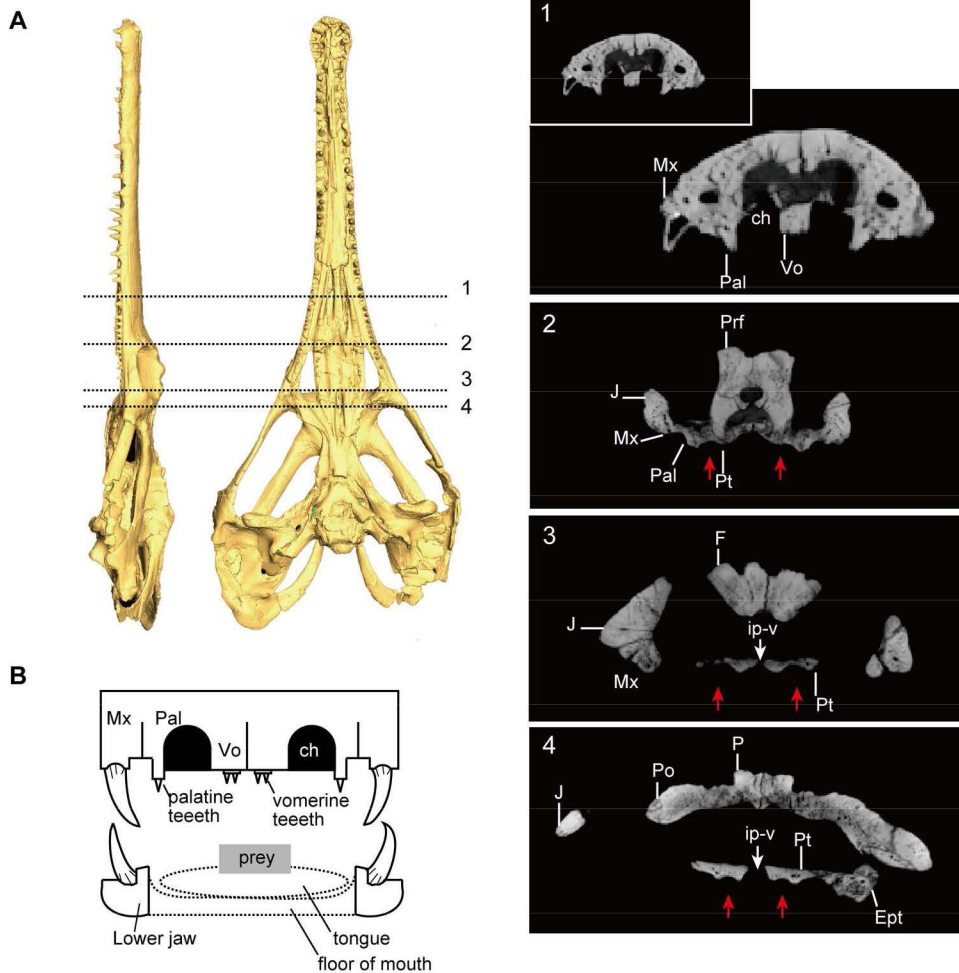 A
1
2
3
4
B
Mx
Pal
Vo
ch
palatine
teeeth
vomerine
teeeth
prey
Lower jaw
tongue
floor of mouth
1
Mx
ch
Vo
Pal
2
Prf
J
Mx
Pal
Pt
3
F
J
ip-v
Mx
Pt
4
P
Po
J
ip-v
Pt
Ept